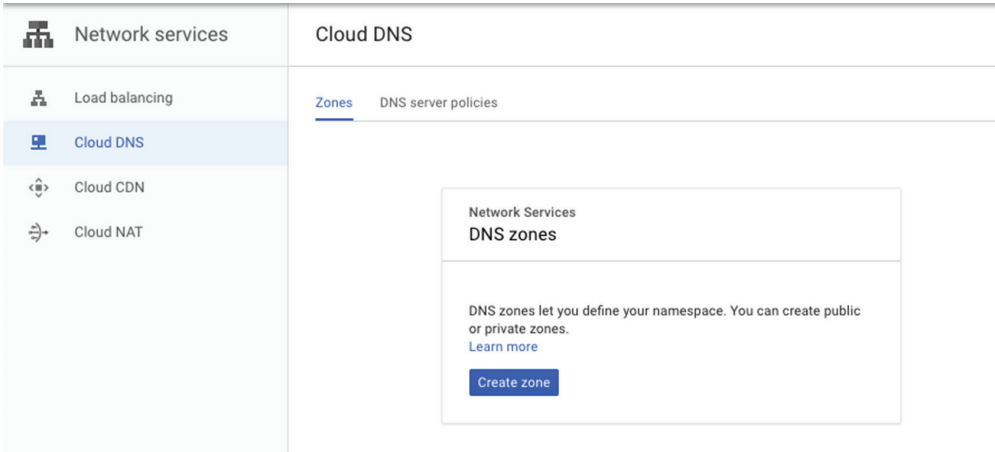 Network services
Cloud DNS
Load balancing
Cloud DNS
Cloud CDN
Cloud NAT
Zones DNS server policies
Network Services
DNS zones
DNS zones let you define your namespace. You can create public
or private zones.
Learn more
Create zone